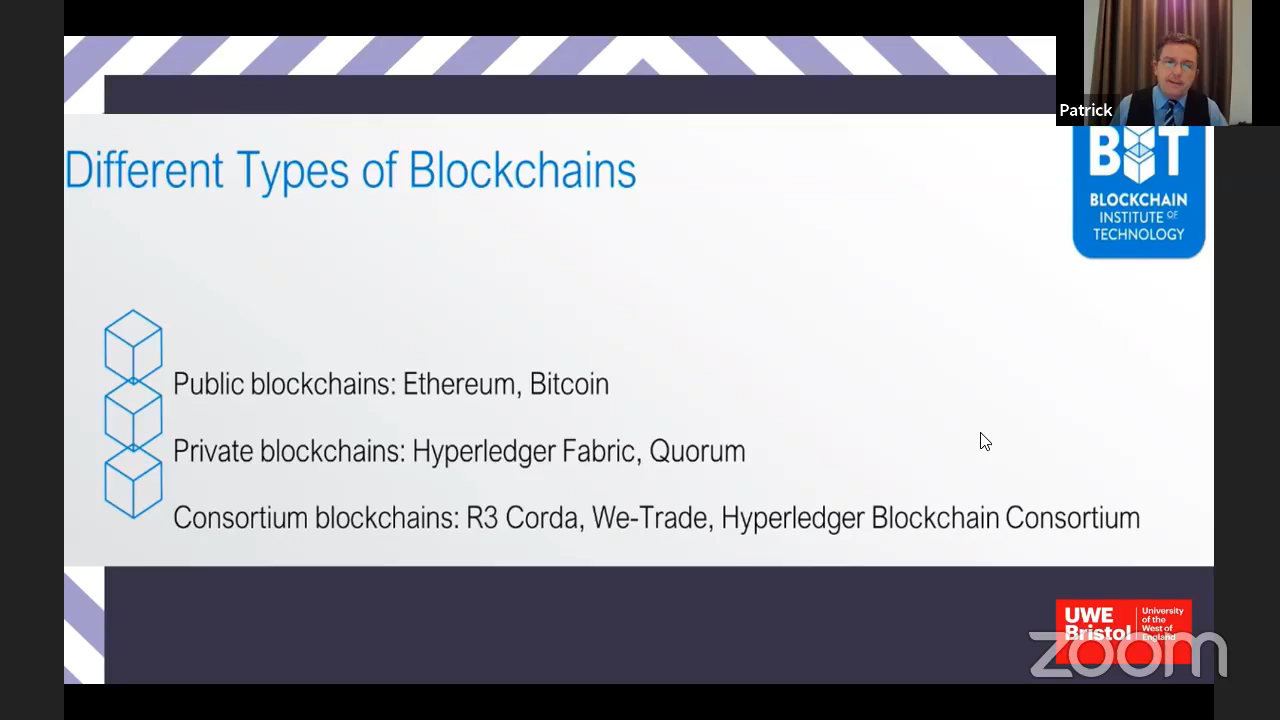 Patrick
Different Types of Blockchains
BIT
BLOCKCHAIN
INSTITUTE OF
TECHNOLOGY
Public blockchains: Ethereum, Bitcoin
Private blockchains: Hyperledger Fabric, Quorum
Consortium blockchains: R3 Corda, We-Trade, Hyperledger Blockchain Consortium
UWE
Bristol
University
of the
West of
England
zoom